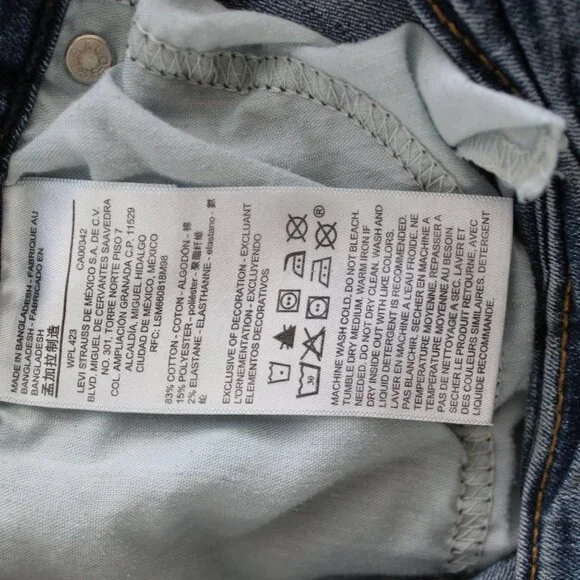 MADE IN BANGLADESH - FABRIQUE AU
BANGLADESH - FABRICADO EN
BANGLADESH
孟加拉制造
WPL 423 CA00342
LEVI STRAUSS DE MÉXICO S.A. DE C.V.
BLVD. MIGUEL DE CERVANTES SAAVEDRA
NO. 301, TORRE NORTE PISO 7
COL. AMPLIACIÓN GRANADA C.P. 11529
ALCALDÍA, MIGUEL HIDALGO
CIUDAD DE MÉXICO, MÉXICO
RFC: LSM860818M98
83% COTTON - COTON - ALGODÓN - 棉
15% POLYESTER - poliéster - 聚酯纤维
2% ELASTANE - ELASTHANNE - elastano -
EXCLUSIVE OF DECORATION - EXCLUANT
L'ORNEMENTATION - EXCLUYENDO
ELEMENTOS DECORATIVOS
30
®
MACHINE WASH COLD. DO NOT BLEACH.
TUMBLE DRY MEDIUM. WARM IRON IF
NEEDED. DO NOT DRY CLEAN. WASH AND
DRY INSIDE OUT WITH LIKE COLORS.
LIQUID DETERGENT IS RECOMMENDED.
LAVER EN MACHINE À L'EAU FROIDE, NE
PAS BLANCHIR, SÉCHER EN MACHINE À
TEMPÉRATURE MOYENNE, REPASSER À
TEMPÉRATURE MOYENNE AU BESOIN
PAS DE NETTOYAGE À SEC. LAVER ET
SÉCHER LE PRODUIT RETOURNÉ, AVEC
DES COULEURS SIMILAIRES. DÉTERGENT
LIQUIDE RECOMMANDÉ.